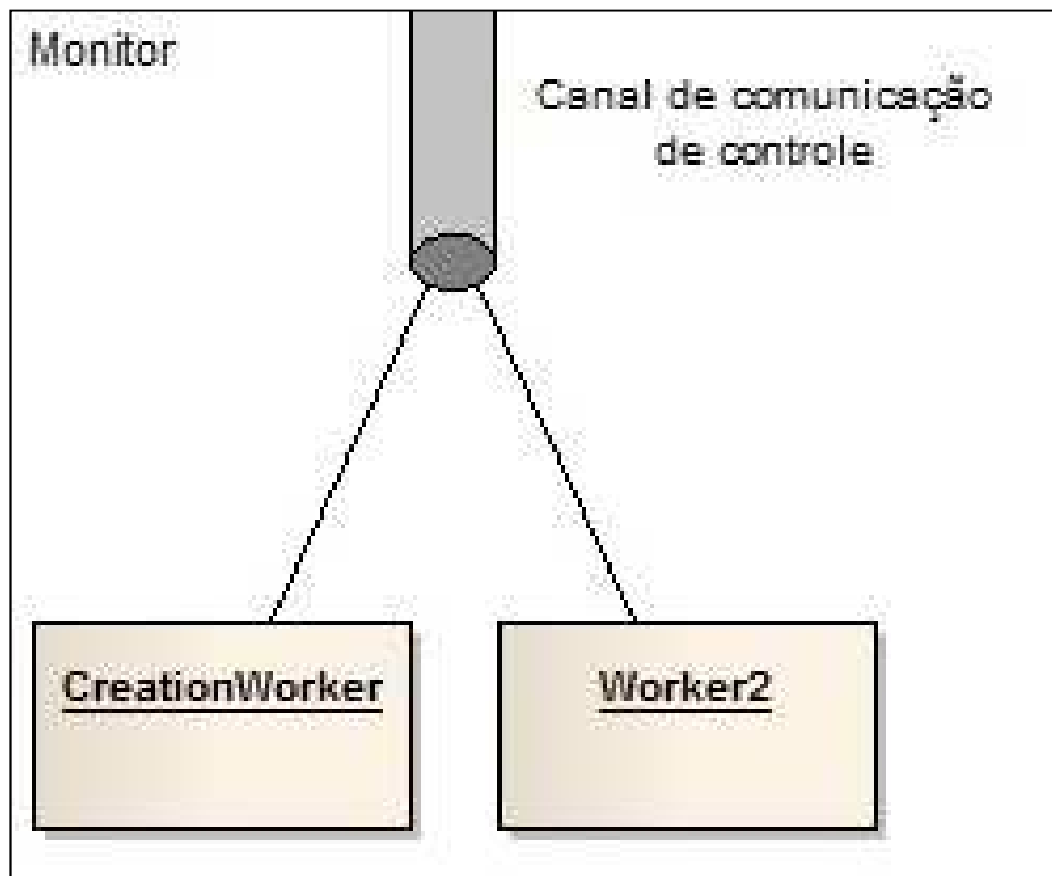 Monitor
Canal de comunicação
de controle
CreationWorker
Worker2